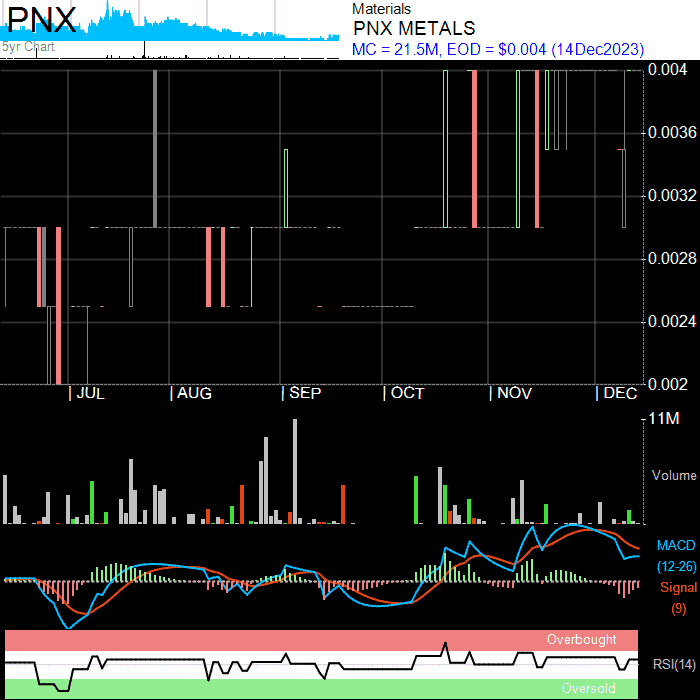 PNX
5yr Chart
Materials
PNX METALS
MC = 21.5M, EOD = $0.004 (14Dec2023)
0.004
0.0036
0.0032
0.0028
0.0024
0.002
JUL AUG SEP OCT NOV DEC
11M
Volume
MACD
(12-26)
Signal
(9)
Overbought
RSI(14)
Oversold